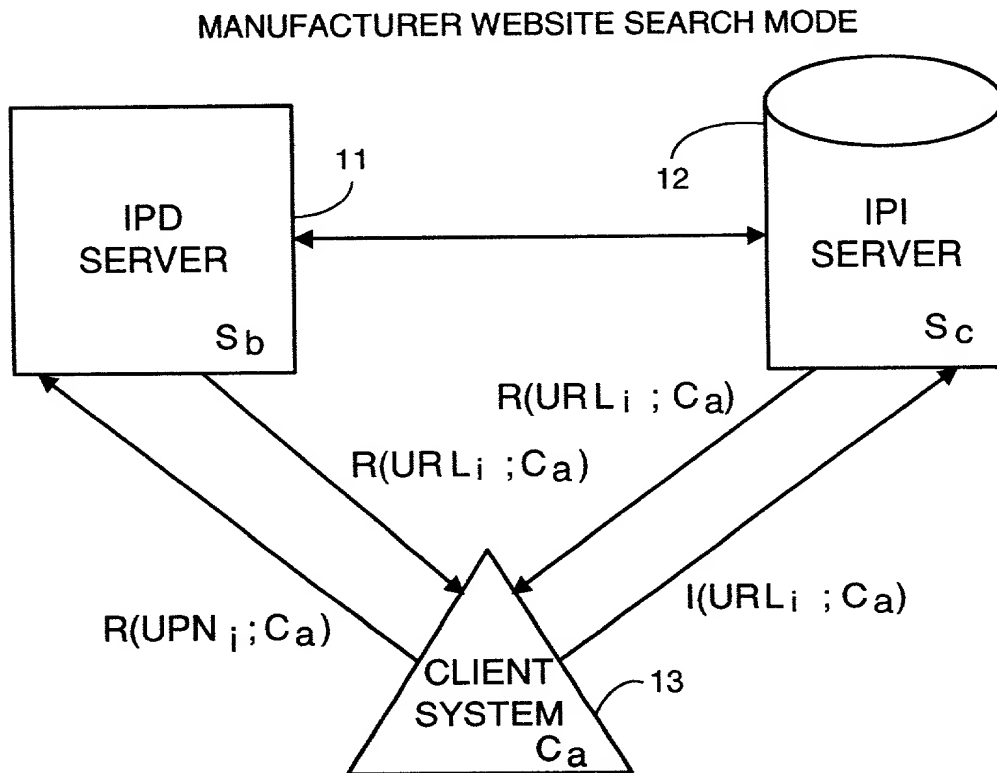 MANUFACTURER WEBSITE SEARCH MODE
11
12
IPD
SERVER
Sb
IPI
SERVER
Sc
R(URLi ;Ca)
R(URLi ;Ca)
R(UPNi ;Ca)
I(URLi ;Ca)
CLIENT
SYSTEM
Ca
13